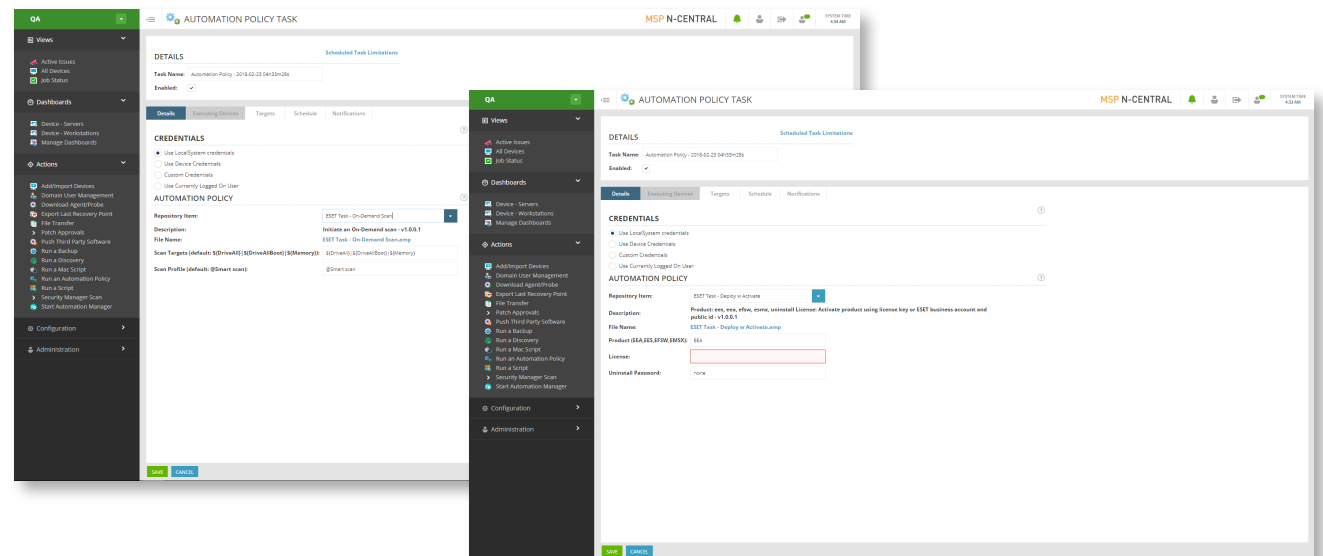 QA
AUTOMATION POLICY TASK
MSP N-CENTRAL
SYSTEM TIME
4:34 AM
Views
Active Issues
All Devices
Job Status
Dashboards
Device - Servers
Device - Workstations
Manage Dashboards
Actions
Add/Import Devices
Domain User Management
Download Agent/Probe
Export Last Recovery Point
File Transfer
Patch Approvals
Push Third Party Software
Run a Backup
Run a Discovery
Run a Mac Script
Run an Automation Policy
Run a Script
Security Manager Scan
Start Automation Manager
Configuration
Administration
DETAILS
Scheduled Task Limitations
Task Name: Automation Policy - 2018-02-23 04h33m28s
Enabled:
Details Executing Devices Targets Schedule Notifications
CREDENTIALS
Use LocalSystem credentials
Use Device Credentials
Custom Credentials
Use Currently Logged On User
AUTOMATION POLICY
Repository Item: ESET Task - On-Demand Scan
Description: Initiate an On-Demand scan - v1.0.0.1
File Name: ESET Task - On-Demand Scan.amp
Scan Targets (default: ${DriveAll}|${DriveAllBoot}|${Memory}): ${DriveAll}|${DriveAllBoot}|${Memory}
Scan Profile (default: @Smart scan): @Smart scan
SAVE CANCEL
QA
AUTOMATION POLICY TASK
MSP N-CENTRAL
SYSTEM TIME
4:33 AM
Views
Active Issues
All Devices
Job Status
Dashboards
Device - Servers
Device - Workstations
Manage Dashboards
Actions
Add/Import Devices
Domain User Management
Download Agent/Probe
Export Last Recovery Point
File Transfer
Patch Approvals
Push Third Party Software
Run a Backup
Run a Discovery
Run a Mac Script
Run an Automation Policy
Run a Script
Security Manager Scan
Start Automation Manager
Configuration
Administration
DETAILS
Scheduled Task Limitations
Task Name: Automation Policy - 2018-02-23 04h33m28s
Enabled:
Details Executing Devices Targets Schedule Notifications
CREDENTIALS
Use LocalSystem credentials
Use Device Credentials
Custom Credentials
Use Currently Logged On User
AUTOMATION POLICY
Repository Item: ESET Task - Deploy w Activate
Description: Product: ees, eea, efsw, esmx, uninstall License: Activate product using license key or ESET business account and
public id - v1.0.0.1
File Name: ESET Task - Deploy w Activate.amp
Product (EEA,EES,EFSW,EMSX): EEA
License:
Uninstall Password: none
SAVE CANCEL